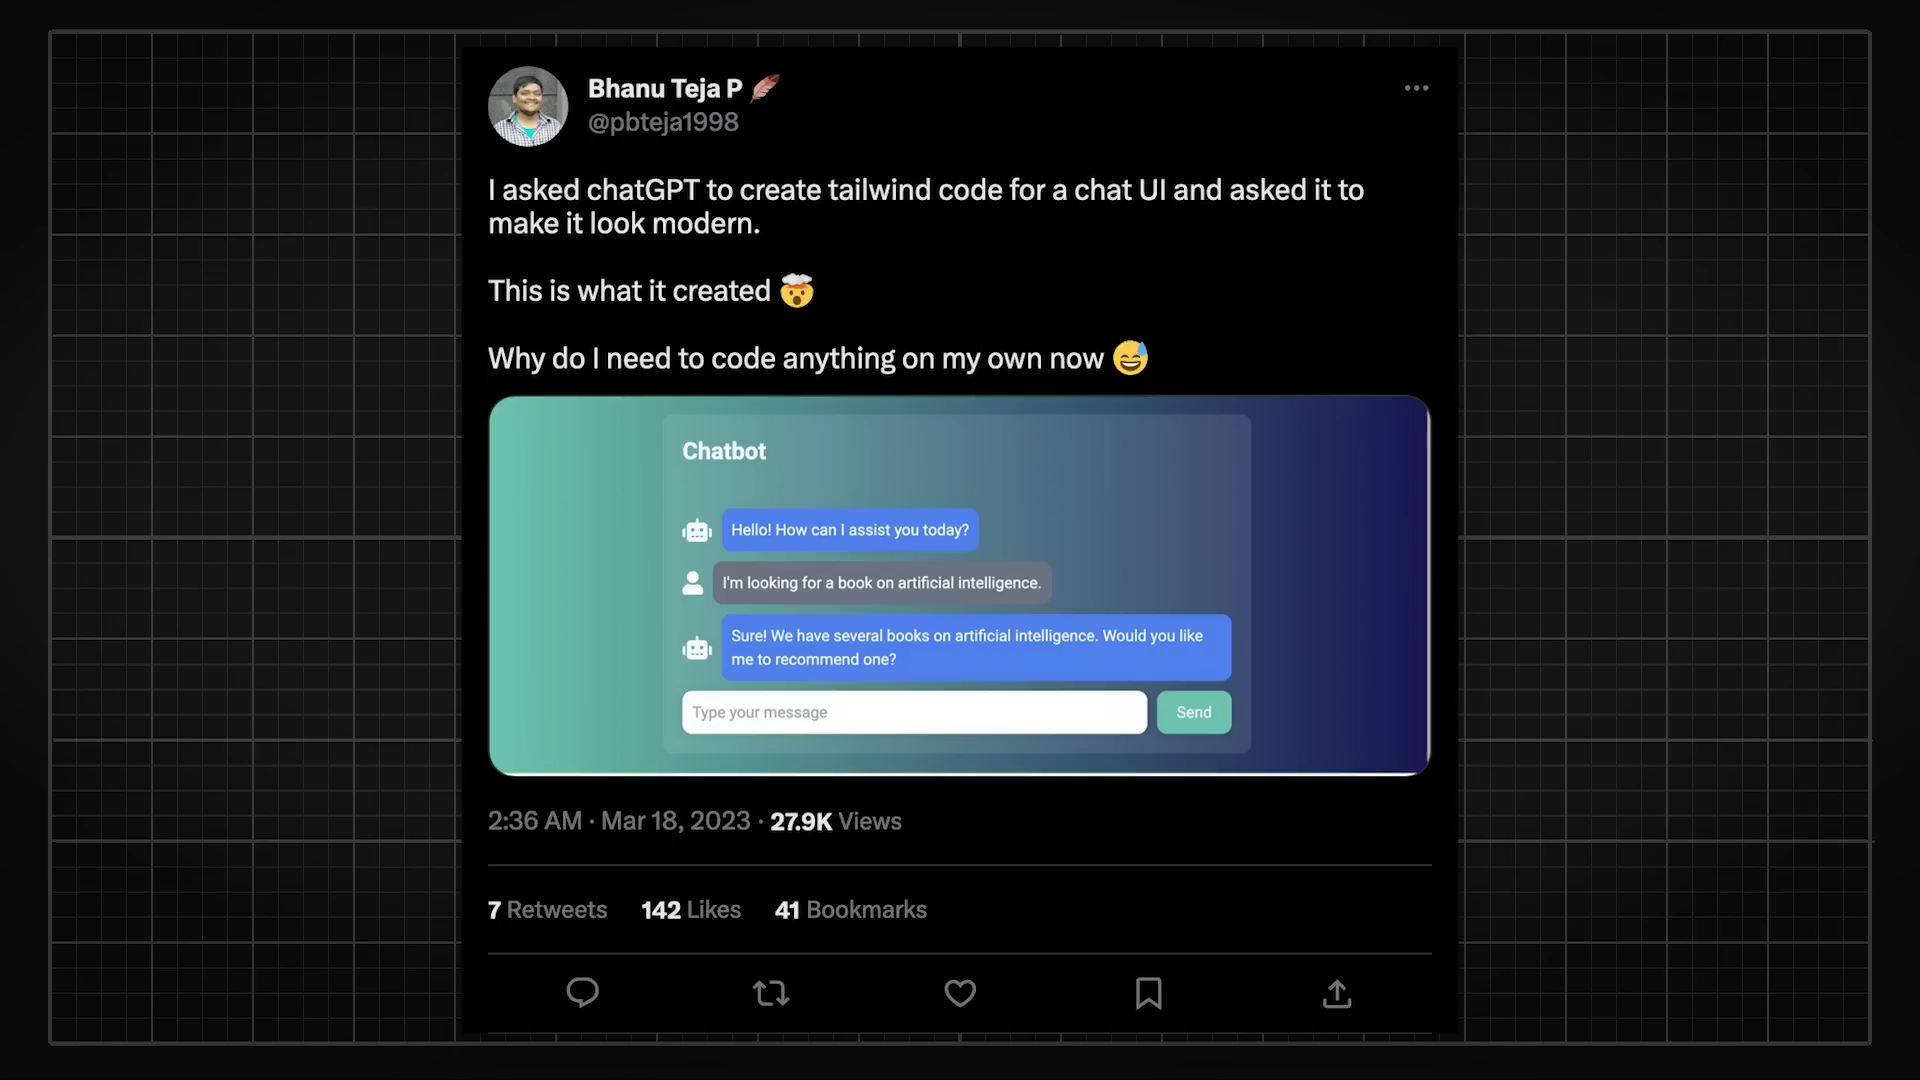 Bhanu Teja P 🪶
@pbteja1998
I asked chatGPT to create tailwind code for a chat UI and asked it to
make it look modern.
This is what it created 🤯
Why do I need to code anything on my own now 😅
Chatbot
Hello! How can I assist you today?
I'm looking for a book on artificial intelligence.
Sure! We have several books on artificial intelligence. Would you like
me to recommend one?
Type your message
Send
2:36 AM · Mar 18, 2023 · 27.9K Views
7 Retweets 142 Likes 41 Bookmarks